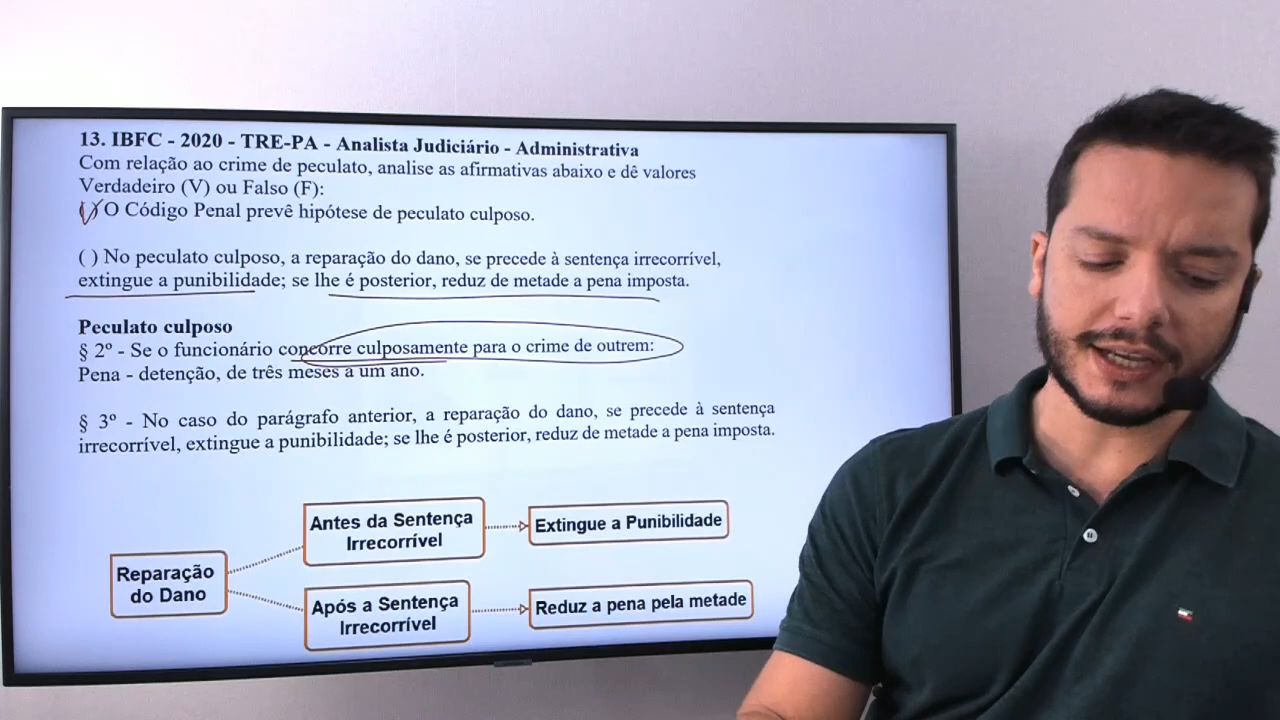 13. IBFC - 2020 - TRE-PA - Analista Judiciário - Administrativa
Com relação ao crime de peculato, analise as afirmativas abaixo e dê valores
Verdadeiro (V) ou Falso (F):
(V) O Código Penal prevê hipótese de peculato culposo.
( ) No peculato culposo, a reparação do dano, se precede à sentença irrecorrível,
extingue a punibilidade; se lhe é posterior, reduz de metade a pena imposta.
Peculato culposo
§ 2º - Se o funcionário concorre culposamente para o crime de outrem:
Pena - detenção, de três meses a um ano.
§ 3º - No caso do parágrafo anterior, a reparação do dano, se precede à sentença
irrecorrível, extingue a punibilidade; se lhe é posterior, reduz de metade a pena imposta.
Reparação
do Dano
Antes da Sentença
Irrecorrível
Extingue a Punibilidade
Após a Sentença
Irrecorrível
Reduz a pena pela metade